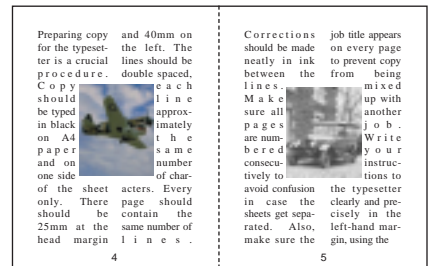 Preparing copy
for the typeset-
ter is a crucial
procedure.
Copy
should
be typed
in black
on A4
paper
and on
one side
of the sheet
only. There
should be
25mm at the
head margin
and 40mm on
the left. The
lines should be
double spaced,
each
line
approx-
imately
the
same
number
of char-
acters. Every
page should
contain the
same number of
lines.
4
Corrections
should be made
neatly in ink
between the
lines.
Make
sure all
pages
are num-
bered
consecu-
tively to
avoid confusion
in case the
sheets get sepa-
rated. Also,
make sure the
job title appears
on every page
to prevent copy
from being
mixed
up with
another
job.
Write
your
instruc-
tions to
the typesetter
clearly and pre-
cisely in the
left-hand mar-
gin, using the
5